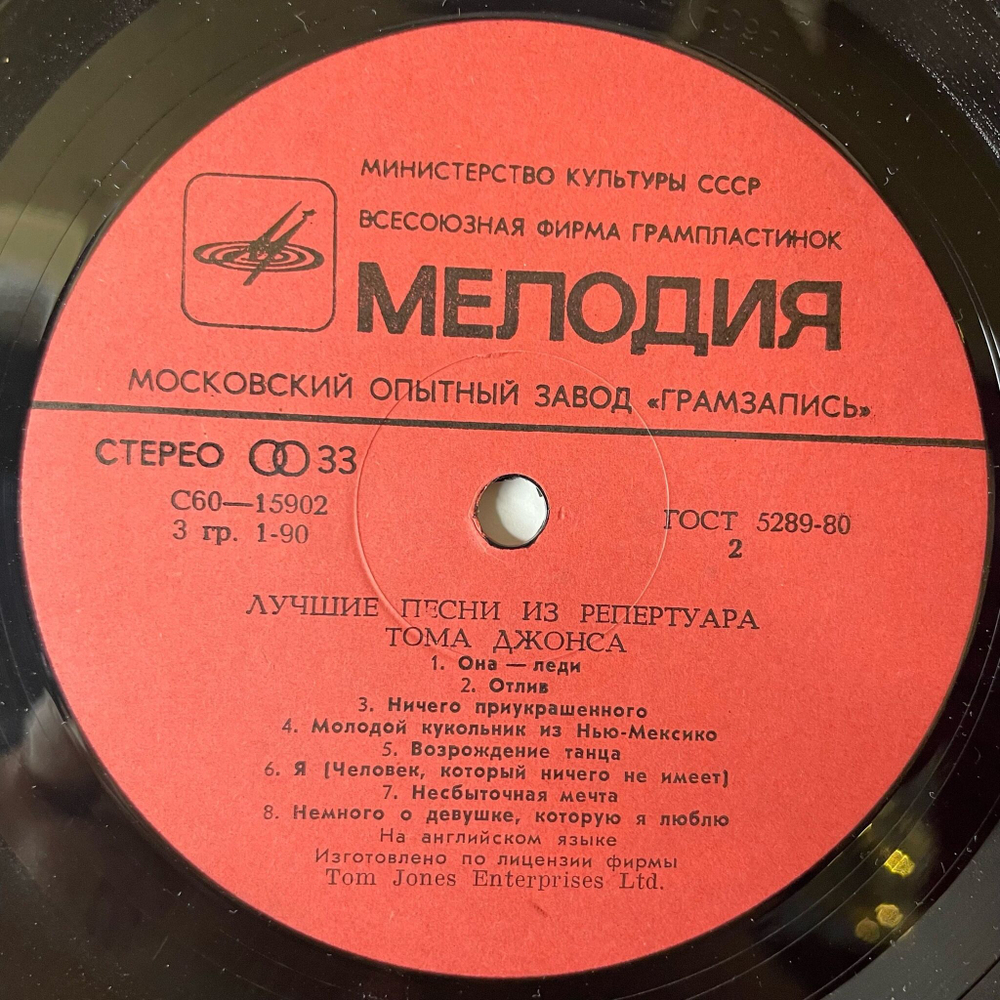 МИНИСТЕРСТВО КУЛЬТУРЫ СССР
ВСЕСОЮЗНАЯ ФИРМА ГРАМПЛАСТИНОК
МЕЛОДИЯ
МОСКОВСКИЙ ОПЫТНЫЙ ЗАВОД «ГРАМЗАПИСЬ»
СТЕРЕО 33
С60—15902
3 гр. 1-90
ГОСТ 5289-80
2
ЛУЧШИЕ ПЕСНИ ИЗ РЕПЕРТУАРА
ТОМА ДЖОНСА
1. Она — леди
2. Отлив
3. Ничего приукрашенного
4. Молодой кукольник из Нью-Мексико
5. Возрождение танца
6. Я (Человек, который ничего не имеет)
7. Несбыточная мечта
8. Немного о девушке, которую я люблю
На английском языке
Изготовлено по лицензии фирмы
Tom Jones Enterprises Ltd.